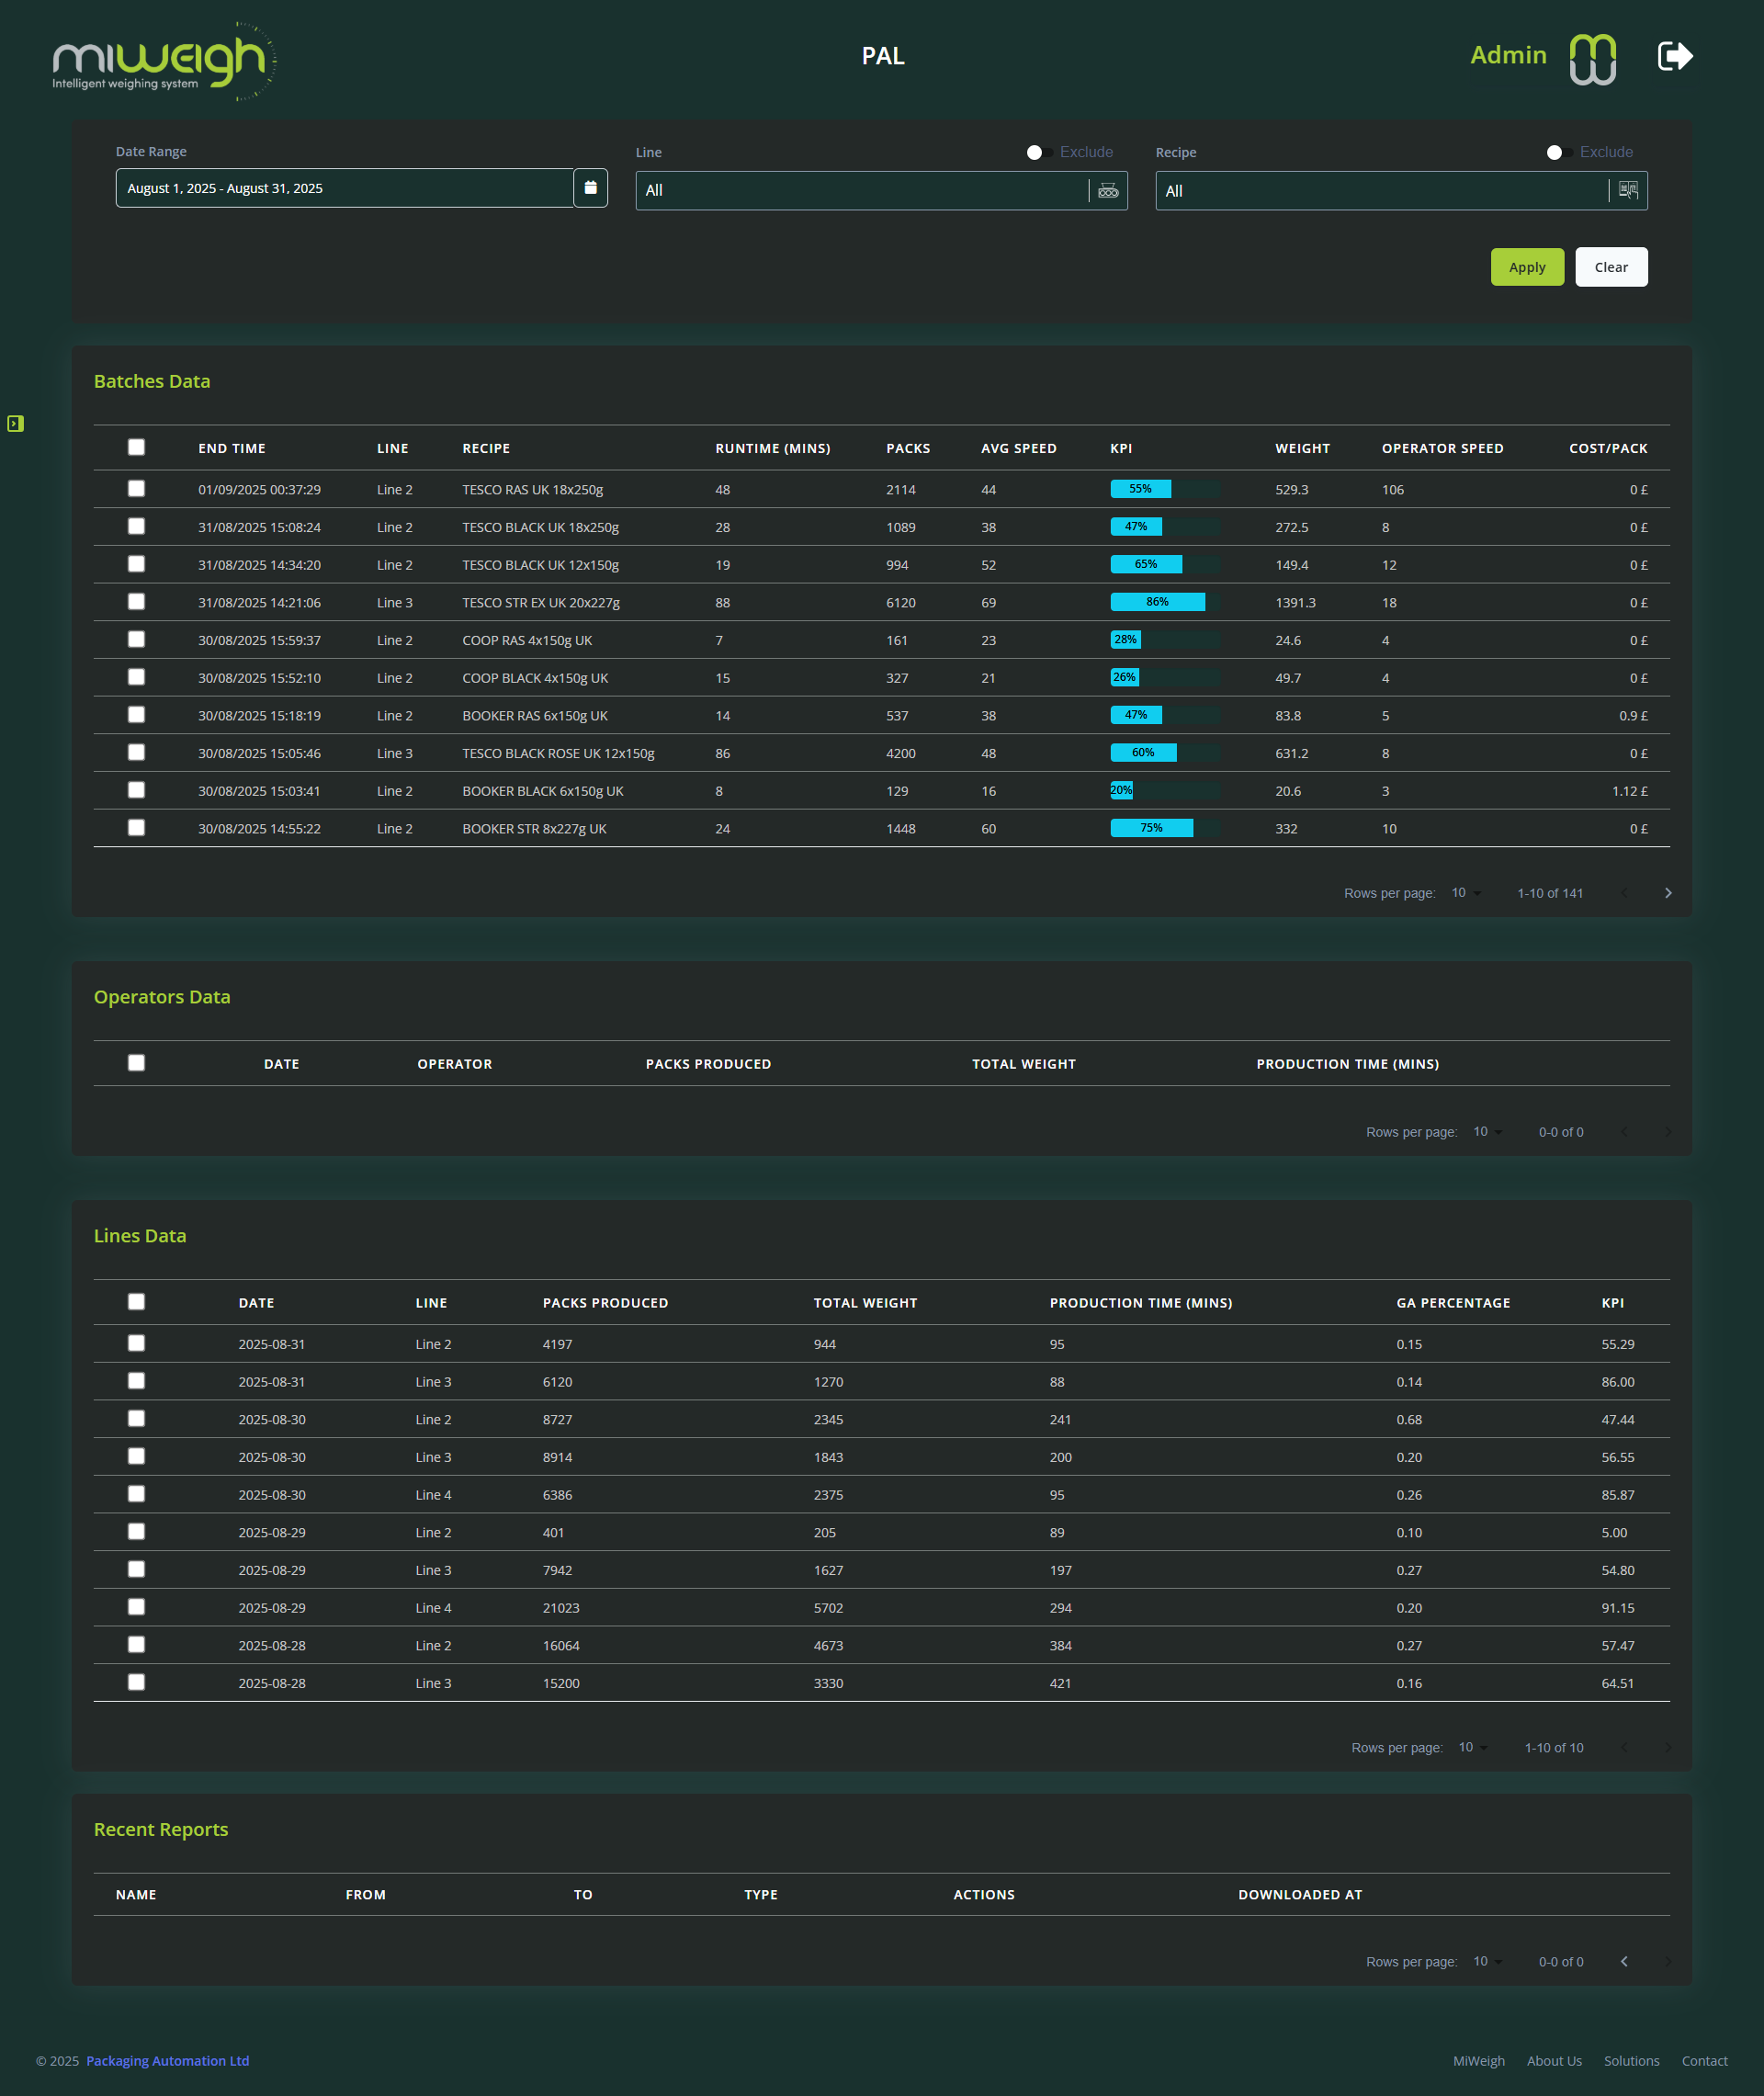 miweigh
Intelligent weighing system
PAL
Admin
Date Range
Line
Exclude
Recipe
Exclude
August 1, 2025 - August 31, 2025
All
All
Apply
Clear
Batches Data
END TIME LINE RECIPE RUNTIME (MINS) PACKS AVG SPEED KPI WEIGHT OPERATOR SPEED COST/PACK
01/09/2025 00:37:29 Line 2 TESCO RAS UK 18x250g 48 2114 44 55% 529.3 106 0 £
31/08/2025 15:08:24 Line 2 TESCO BLACK UK 18x250g 28 1089 38 47% 272.5 8 0 £
31/08/2025 14:34:20 Line 2 TESCO BLACK UK 12x150g 19 994 52 65% 149.4 12 0 £
31/08/2025 14:21:06 Line 3 TESCO STR EX UK 20x227g 88 6120 69 86% 1391.3 18 0 £
30/08/2025 15:59:37 Line 2 COOP RAS 4x150g UK 7 161 23 28% 24.6 4 0 £
30/08/2025 15:52:10 Line 2 COOP BLACK 4x150g UK 15 327 21 26% 49.7 4 0 £
30/08/2025 15:18:19 Line 2 BOOKER RAS 6x150g UK 14 537 38 47% 83.8 5 0.9 £
30/08/2025 15:05:46 Line 3 TESCO BLACK ROSE UK 12x150g 86 4200 48 60% 631.2 8 0 £
30/08/2025 15:03:41 Line 2 BOOKER BLACK 6x150g UK 8 129 16 20% 20.6 3 1.12 £
30/08/2025 14:55:22 Line 2 BOOKER STR 8x227g UK 24 1448 60 75% 332 10 0 £
Rows per page: 10 1-10 of 141
Operators Data
DATE OPERATOR PACKS PRODUCED TOTAL WEIGHT PRODUCTION TIME (MINS)
Rows per page: 10 0-0 of 0
Lines Data
DATE LINE PACKS PRODUCED TOTAL WEIGHT PRODUCTION TIME (MINS) GA PERCENTAGE KPI
2025-08-31 Line 2 4197 944 95 0.15 55.29
2025-08-31 Line 3 6120 1270 88 0.14 86.00
2025-08-30 Line 2 8727 2345 241 0.68 47.44
2025-08-30 Line 3 8914 1843 200 0.20 56.55
2025-08-30 Line 4 6386 2375 95 0.26 85.87
2025-08-29 Line 2 401 205 89 0.10 5.00
2025-08-29 Line 3 7942 1627 197 0.27 54.80
2025-08-29 Line 4 21023 5702 294 0.20 91.15
2025-08-28 Line 2 16064 4673 384 0.27 57.47
2025-08-28 Line 3 15200 3330 421 0.16 64.51
Rows per page: 10 1-10 of 10
Recent Reports
NAME FROM TO TYPE ACTIONS DOWNLOADED AT
Rows per page: 10 0-0 of 0
© 2025 Packaging Automation Ltd
MiWeigh About Us Solutions Contact